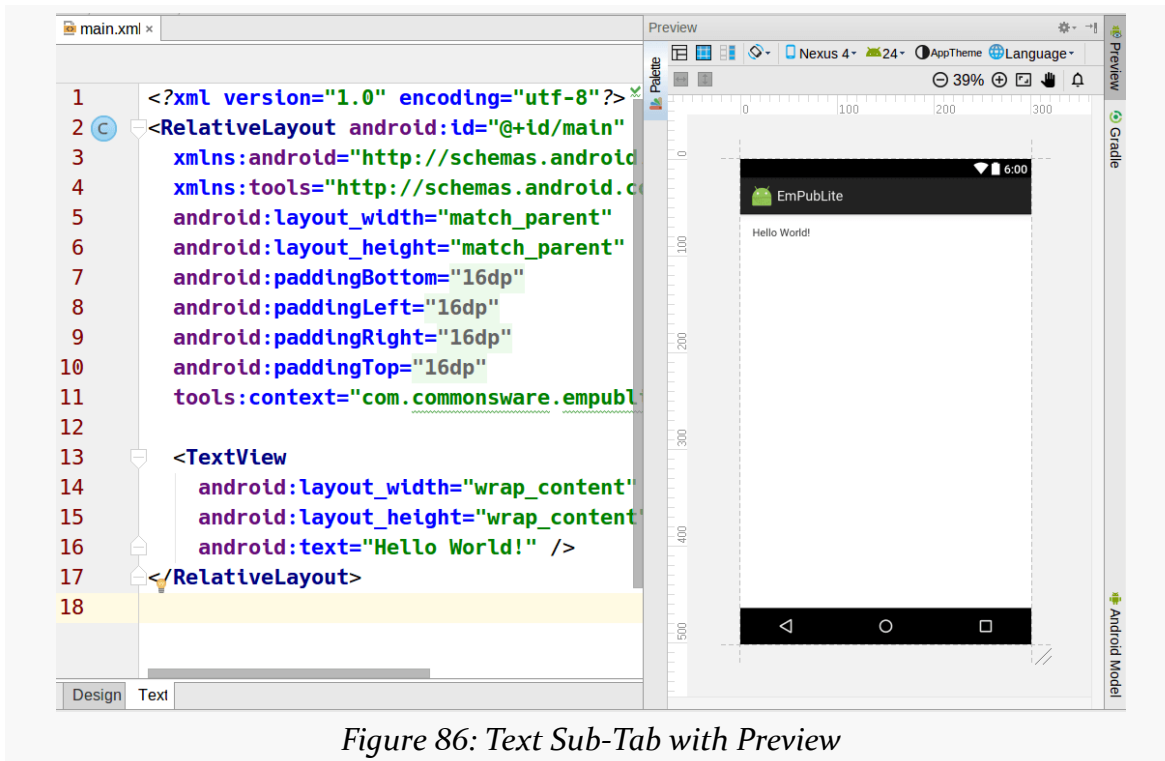 main.xml
1 <?xml version="1.0" encoding="utf-8"?>
2 C <RelativeLayout android:id="@+id/main"
3 xmlns:android="http://schemas.android
4 xmlns:tools="http://schemas.android.c
5 android:layout_width="match_parent"
6 android:layout_height="match_parent"
7 android:paddingBottom="16dp"
8 android:paddingLeft="16dp"
9 android:paddingRight="16dp"
10 android:paddingTop="16dp"
11 tools:context="com.commonsware.empubl
12
13 <TextView
14 android:layout_width="wrap_content"
15 android:layout_height="wrap_content"
16 android:text="Hello World!" />
17 </RelativeLayout>
18
Design Text
Preview
Palette
Nexus 4 24 AppTheme Language
39%
0 100 200 300
0
100
200
300
400
500
6:00
EmPubLite
Hello World!
Preview
Gradle
Android Model
Figure 86: Text Sub-Tab with Preview